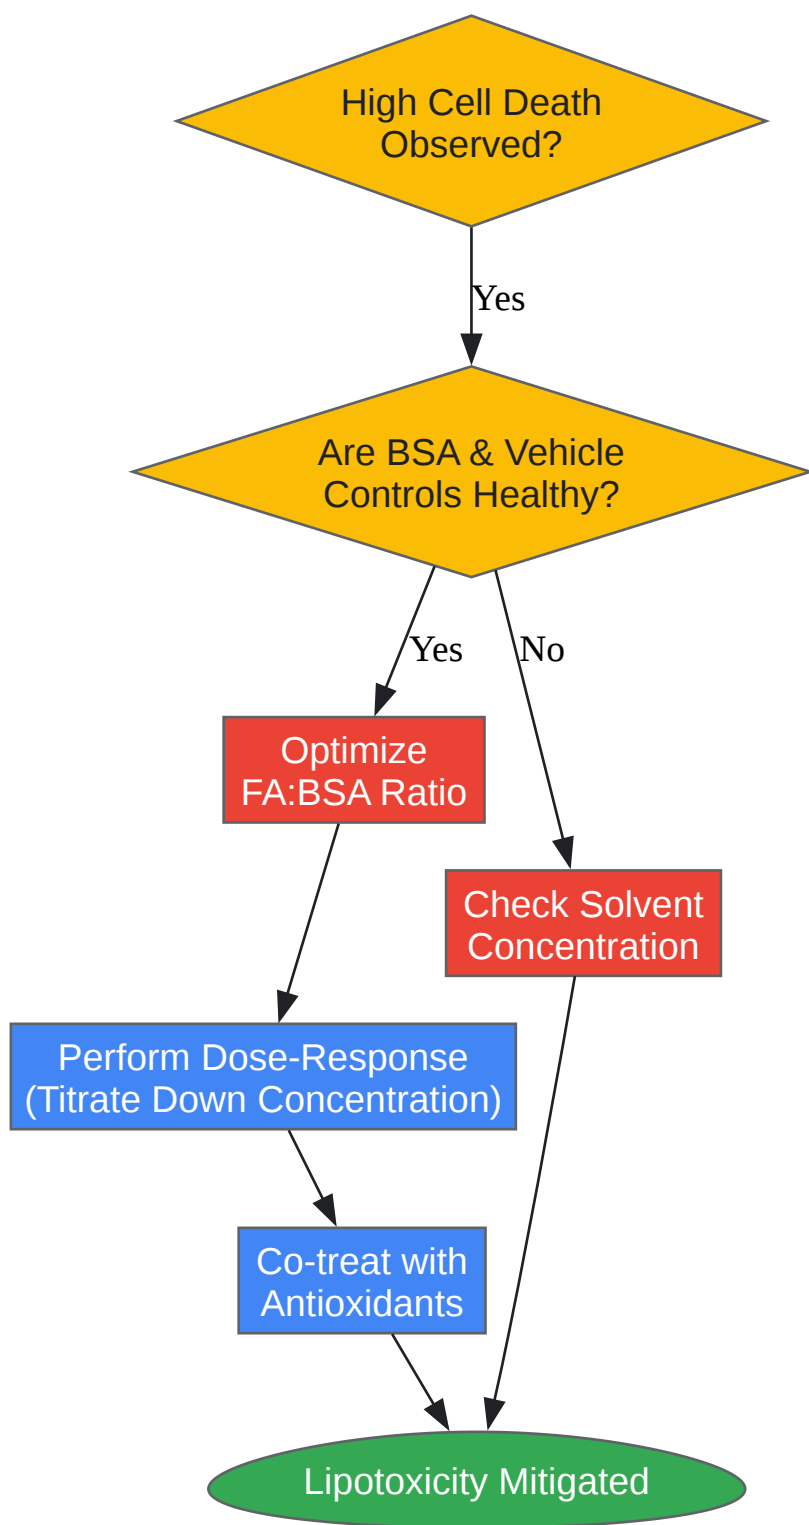 High Cell Death
Observed?
Yes
Are BSA & Vehicle
Controls Healthy?
Yes
No
Optimize
FA:BSA Ratio
Check Solvent
Concentration
Perform Dose-Response
(Titrate Down Concentration)
Co-treat with
Antioxidants
Lipotoxicity Mitigated